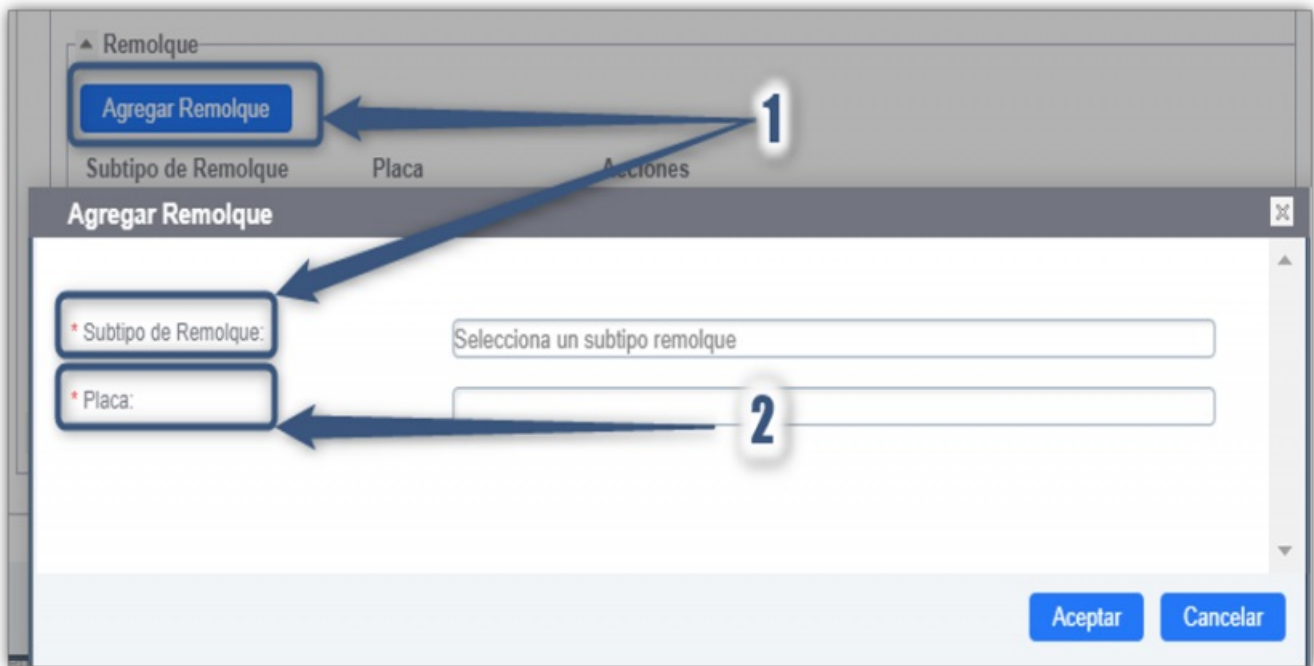 Remolque
Agregar Remolque
1
Subtipo de Remolque Placa Acciones
Agregar Remolque
* Subtipo de Remolque: Selecciona un subtipo remolque
* Placa:
2
Aceptar Cancelar